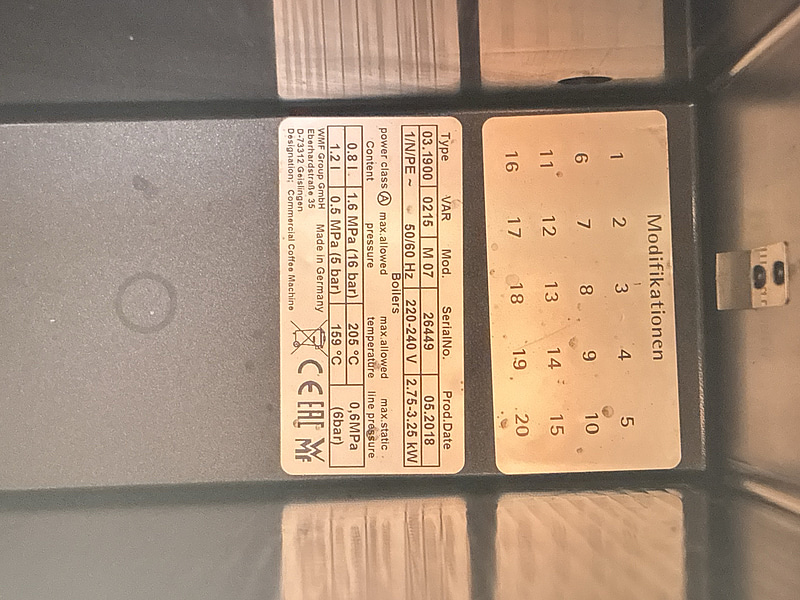 Modifikationen
1 2 3 4 5
6 7 8 9 10
11 12 13 14 15
16 17 18 19 20
Type VAR Mod. SerialNo. Prod.Date
03.1900 0215 M 07 26449 05.2018
1/N/PE ~ 50/60 Hz 220-240 V 2.75-3.25 kW
Boilers
power class A max.allowed max.allowed max.static
Content pressure temperature line pressure
0.8 l 1.6 MPa (16 bar) 205 °C 0,6MPa
1.2 l 0.5 MPa (5 bar) 159 °C (6bar)
WMF Group GmbH Made in Germany
Eberhardstraße 35
D-73312 Geislingen
Designation: Commercial Coffee Machine
CE EAC WMF